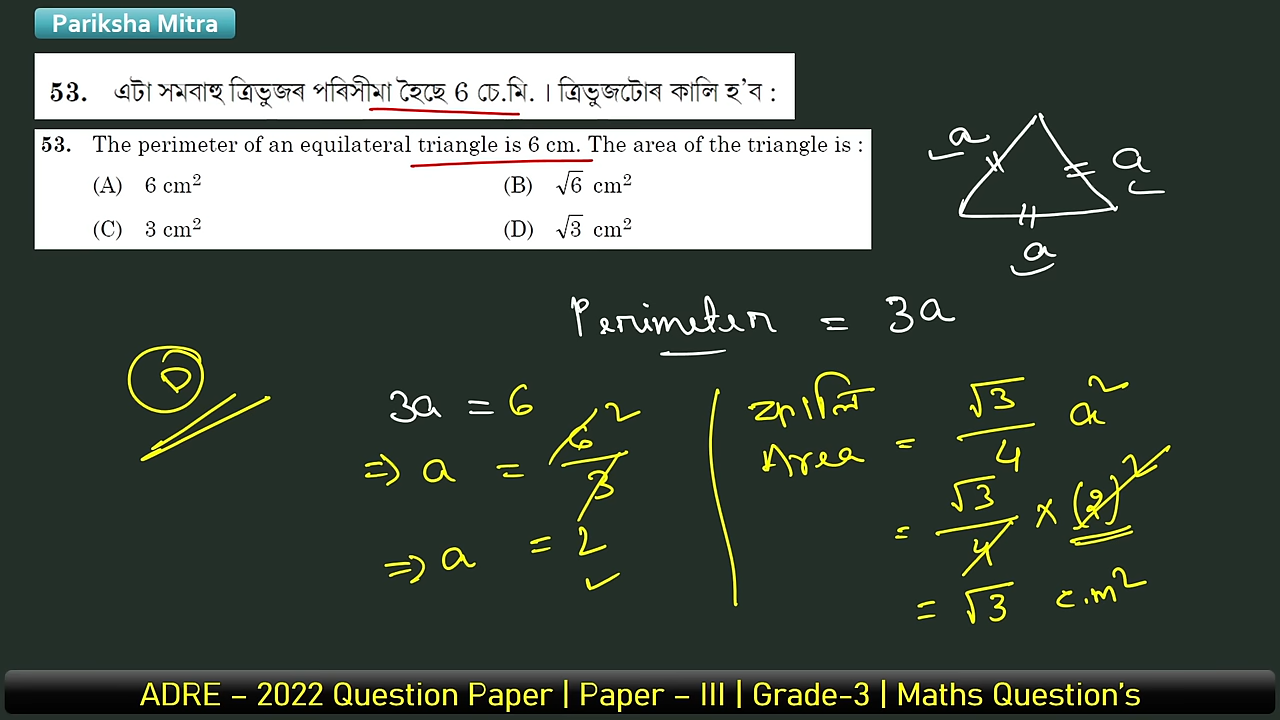 Pariksha Mitra
53. এটা সমবাহু ত্ৰিভুজৰ পৰিসীমা হৈছে 6 চে.মি. । ত্ৰিভুজটোৰ কালি হ’ব :
53. The perimeter of an equilateral triangle is 6 cm. The area of the triangle is :
(A) 6 cm² (B) √6 cm²
(C) 3 cm² (D) √3 cm²
a
a
a
Perimeter = 3a
D
3a = 6
⇒ a = 6/3 2
⇒ a = 2
কালি
Area = √3/4 a²
= √3/4 × (2)²
= √3 c.m²
ADRE – 2022 Question Paper | Paper – III | Grade-3 | Maths Question’s